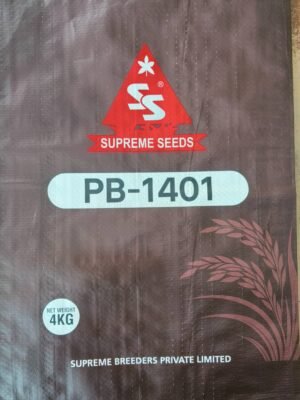 SS®
SUPREME SEEDS
PB-1401
NET WEIGHT
4KG
SUPREME BREEDERS PRIVATE LIMITED